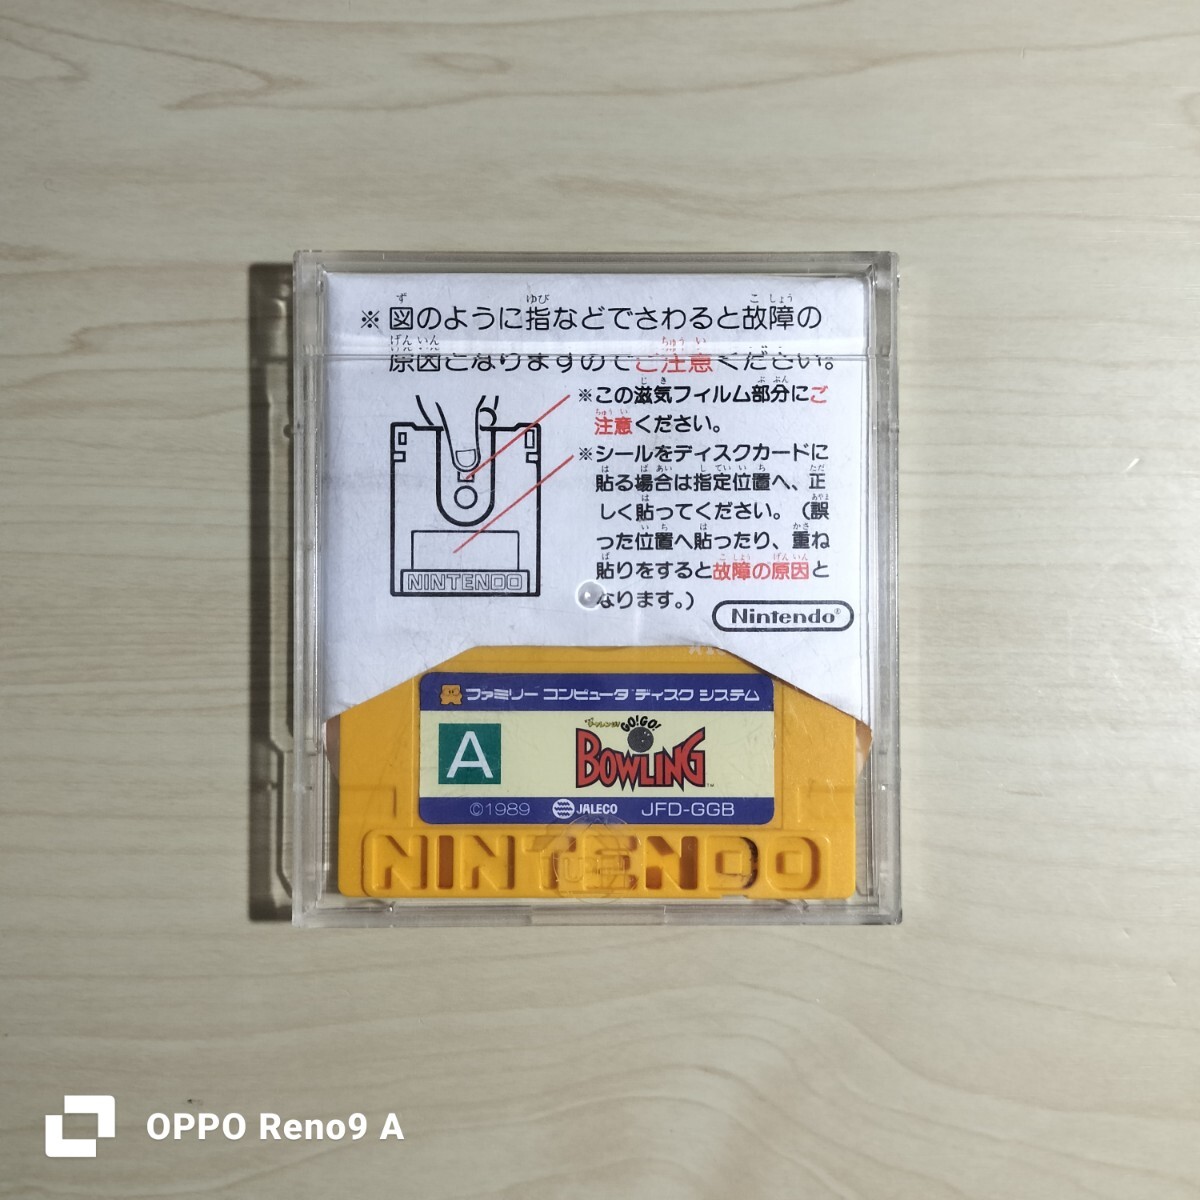 ※図のように指などでさわると故障の
原因となりますのでご注意ください。
※この滋気フィルム部分にご
注意ください。
※シールをディスクカードに
貼る場合は指定位置へ、正
しく貼ってください。(誤
った位置へ貼ったり、重ね
貼りをすると故障の原因と
なります。)
NINTENDO
Nintendo®
ファミリー コンピュータ ディスク システム
A
GO!GO!
BOWLING™
©1989 JALECO JFD-GGB
NINTENDO
OPPO Reno9 A